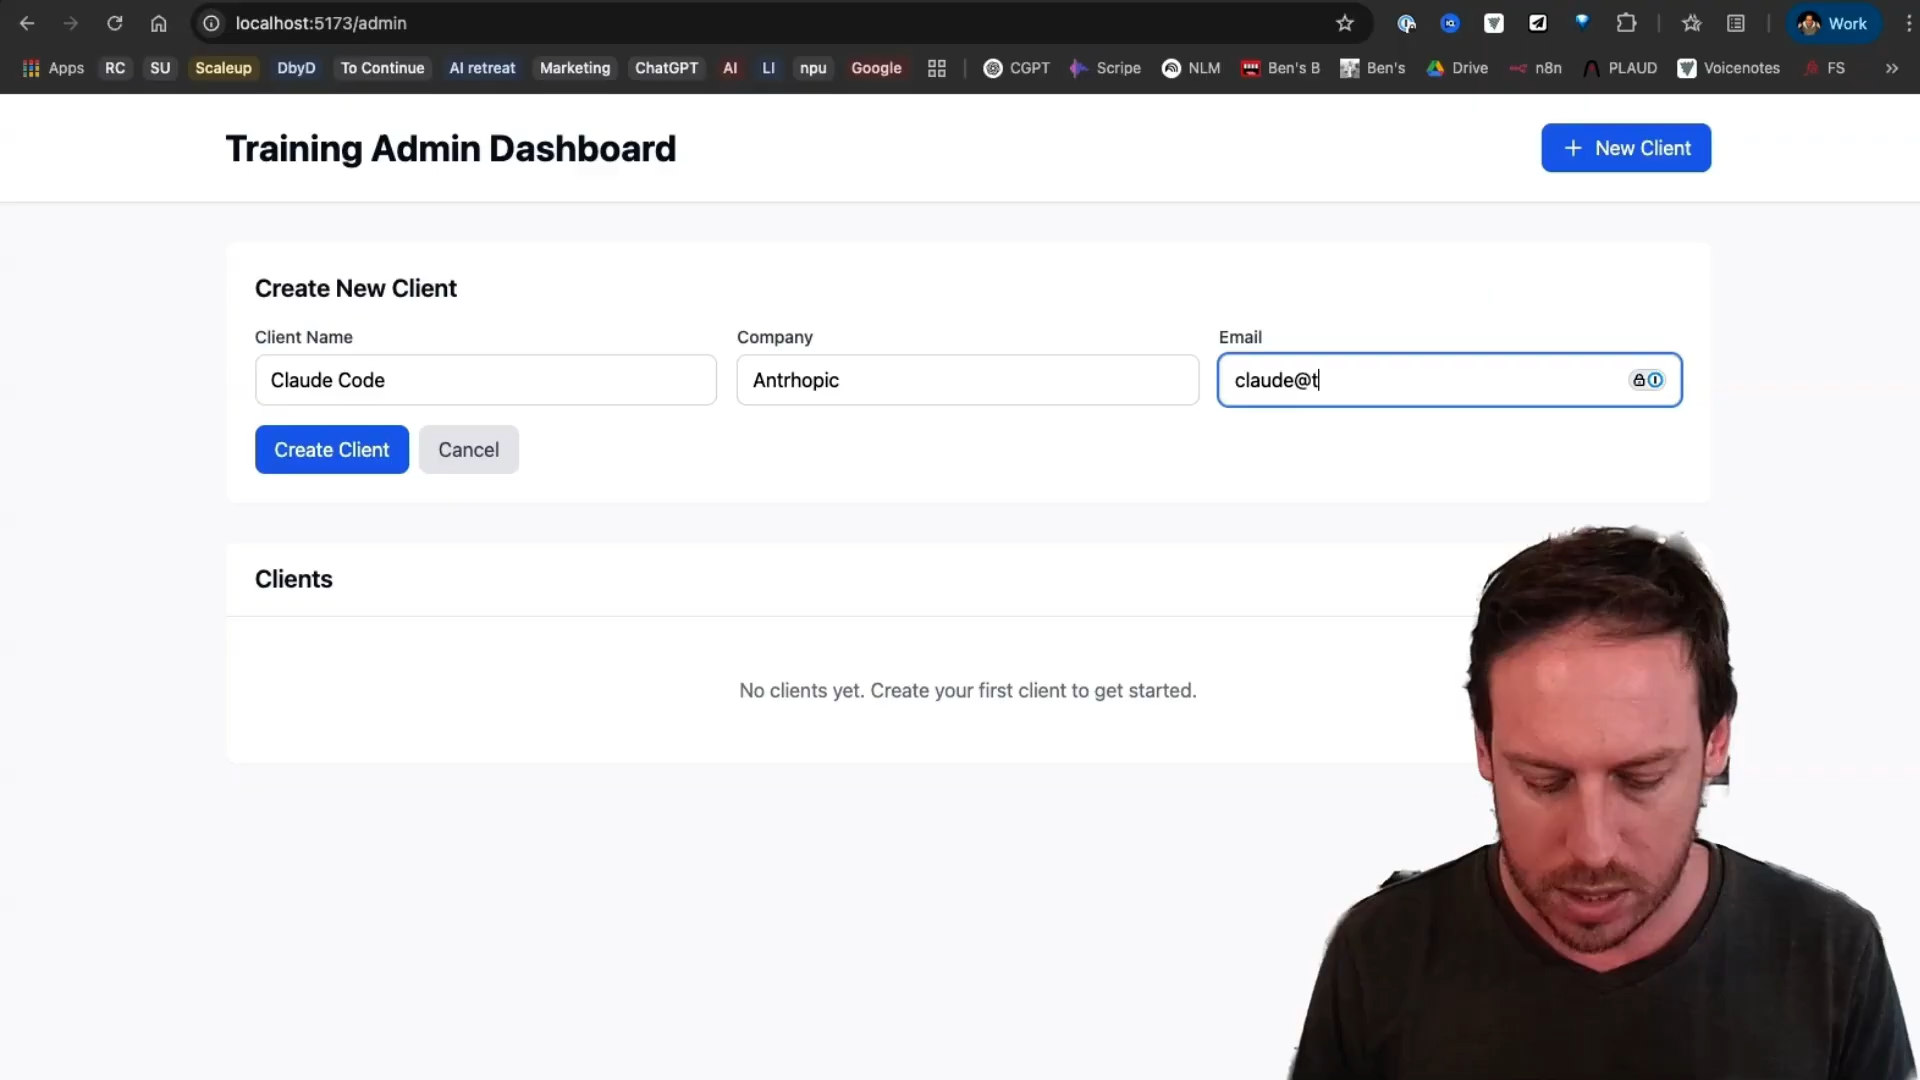 localhost:5173/admin
Work
Apps RC SU Scaleup DbyD To Continue AI retreat Marketing ChatGPT AI LI npu Google CGPT Scripe NLM Ben's B Ben's Drive n8n PLAUD Voicenotes FS
Training Admin Dashboard
New Client
Create New Client
Client Name Company Email
Claude Code Antrhopic claude@t
Create Client Cancel
Clients
No clients yet. Create your first client to get started.